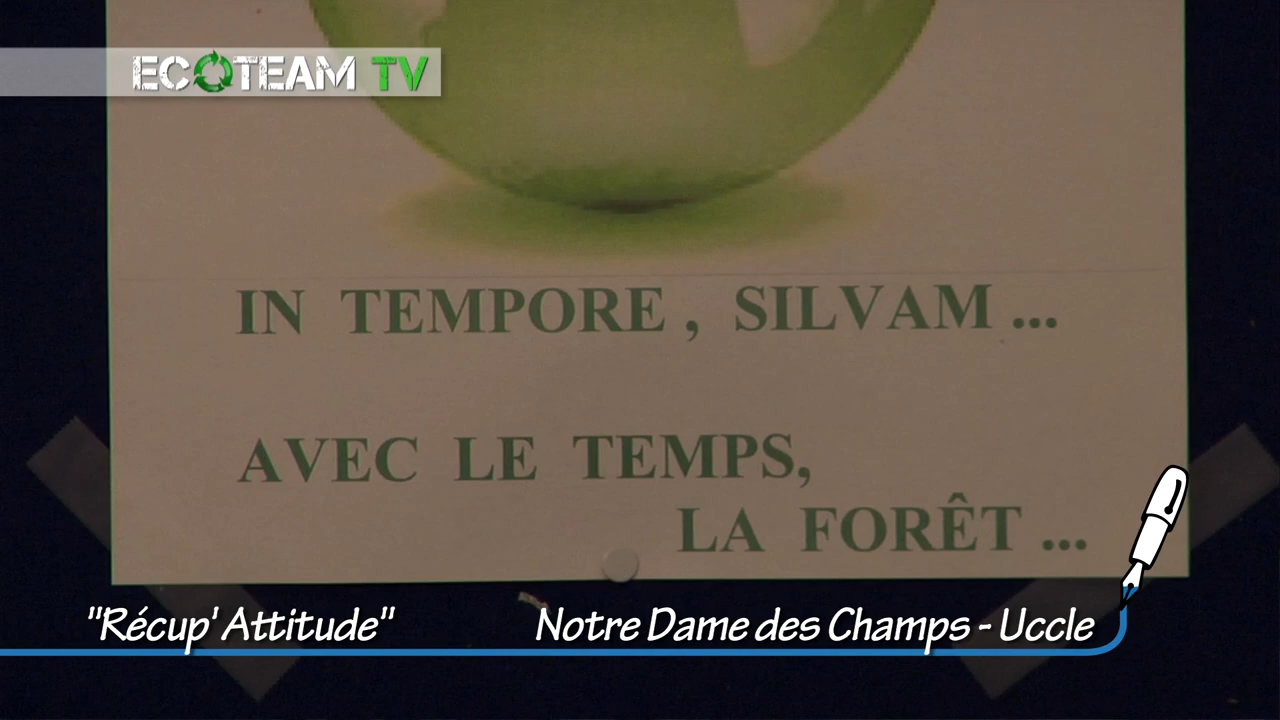 ECOTEAM TV
IN TEMPORE, SILVAM ...
AVEC LE TEMPS,
LA FORÊT ...
"Récup' Attitude"
Notre Dame des Champs - Uccle